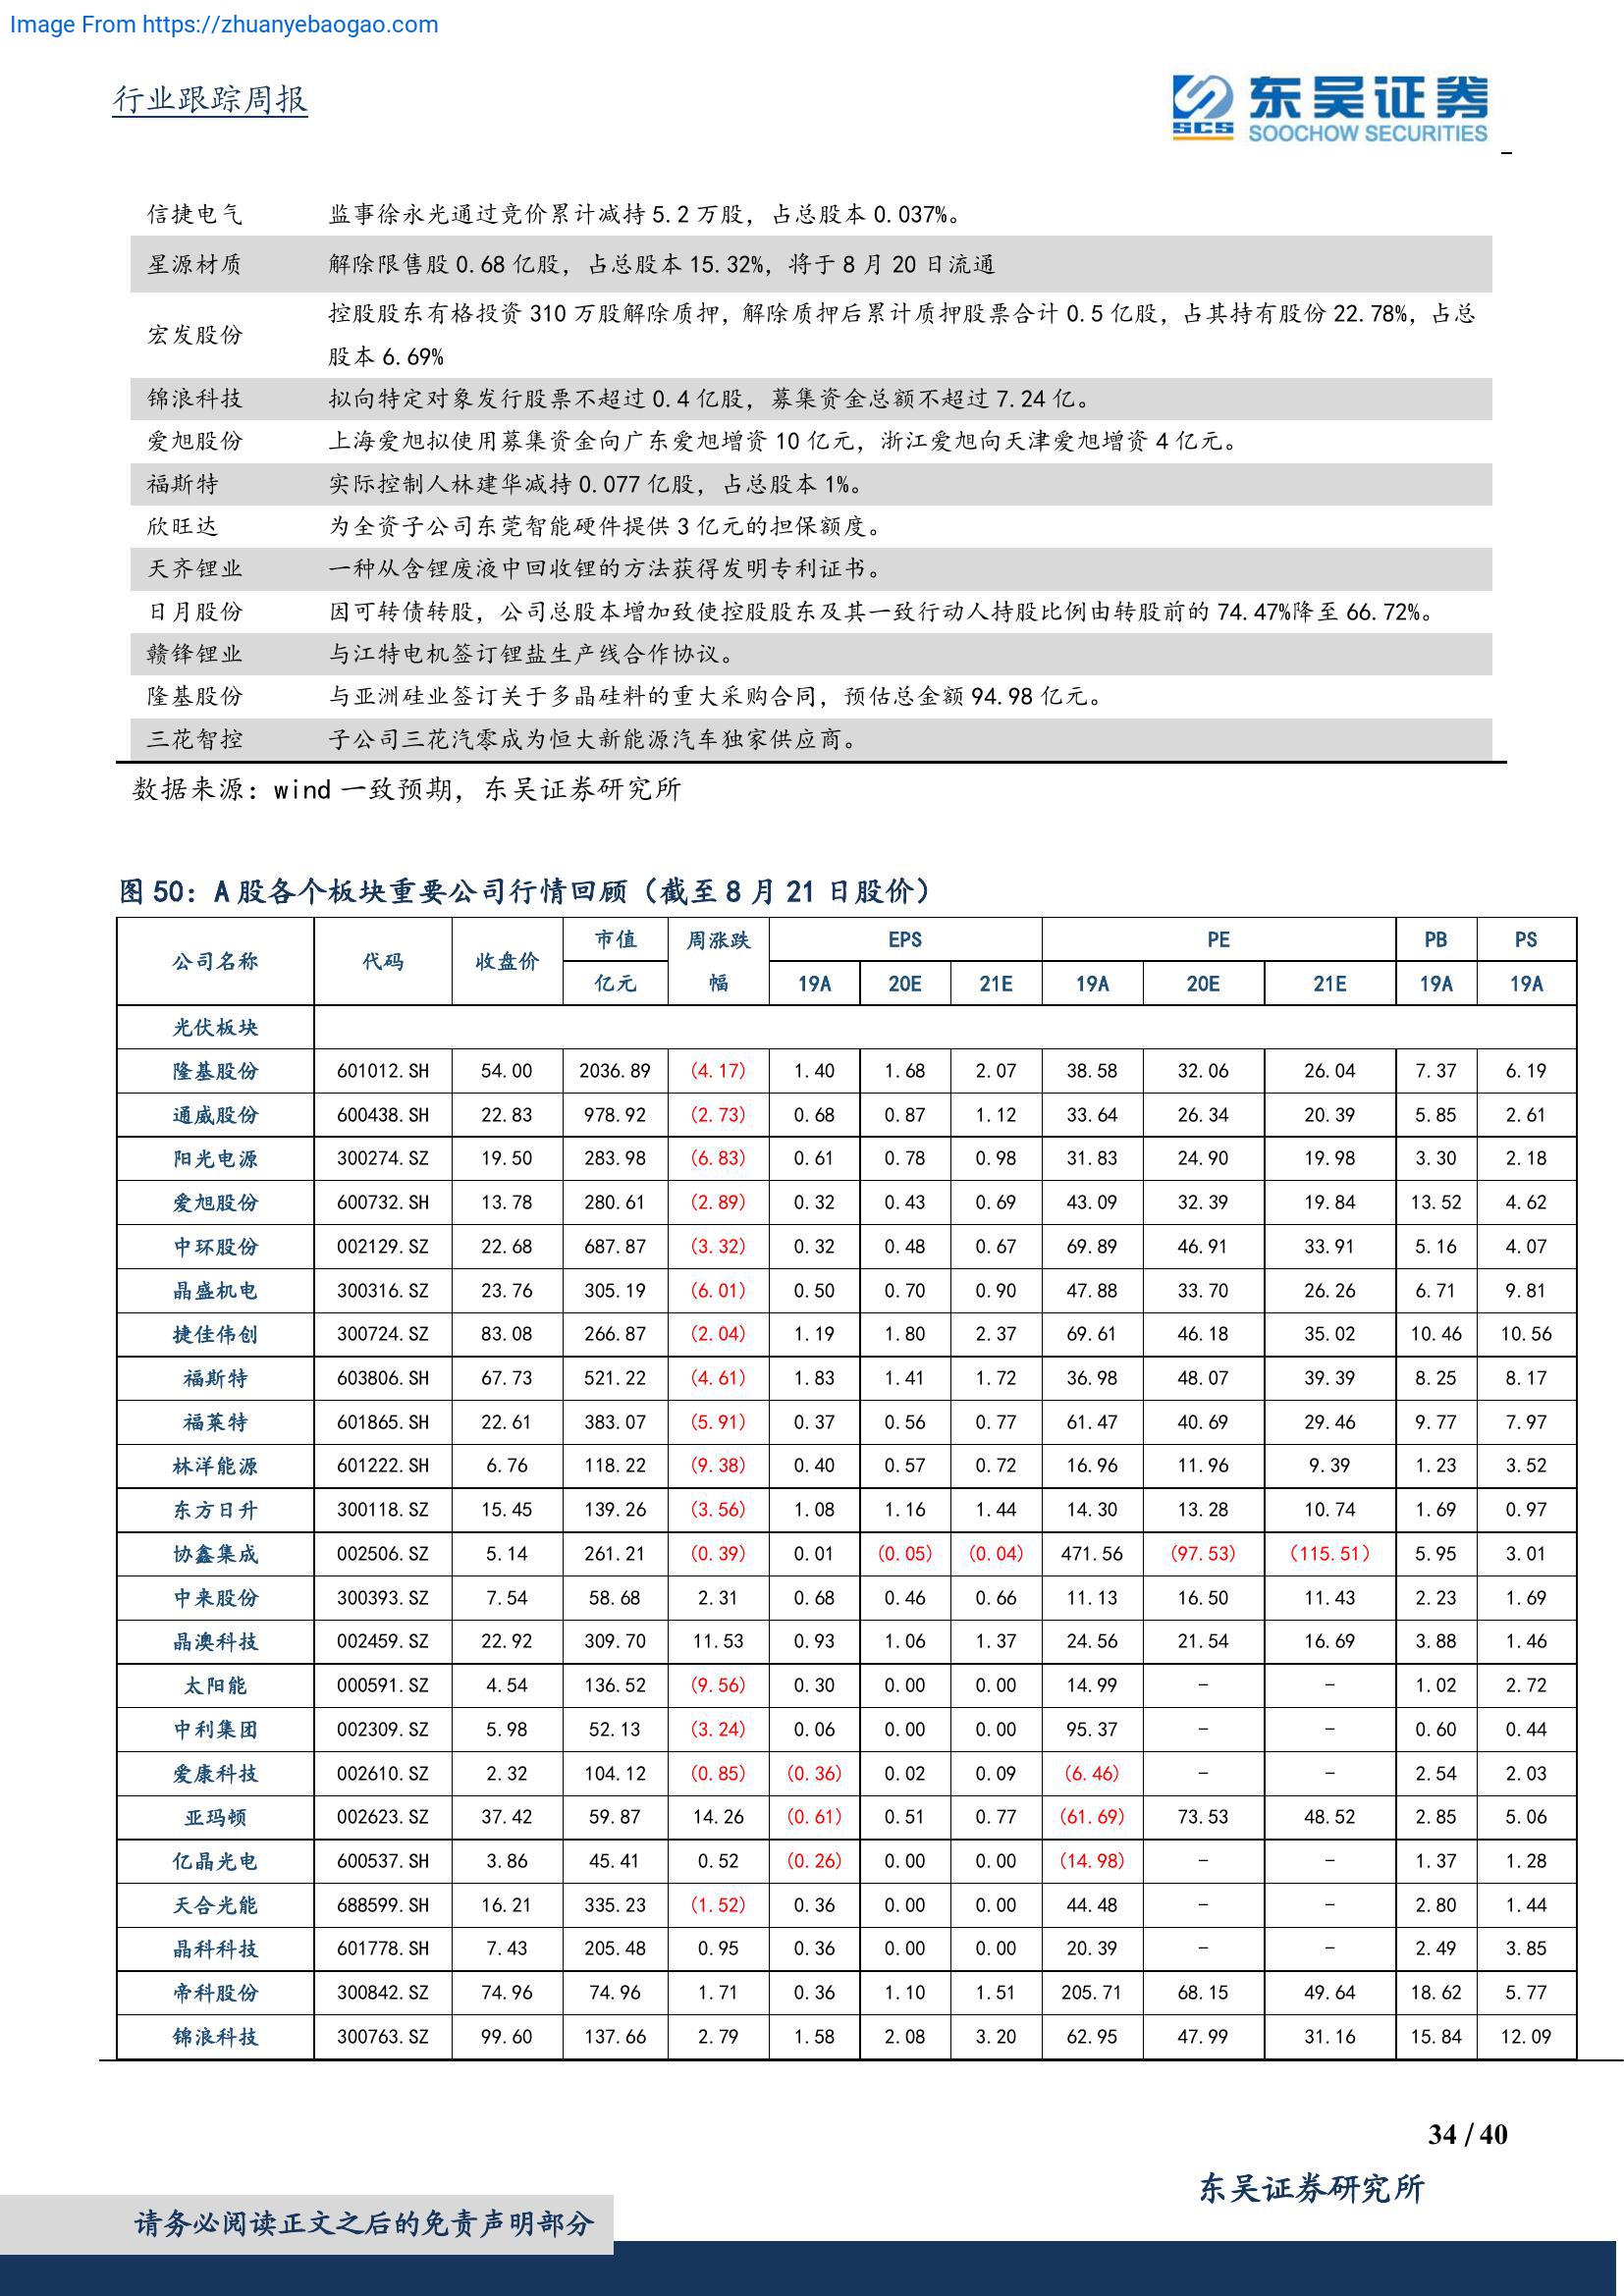 Image From https://zhuanyebaogao.com
行业跟踪周报
东吴证券
SCS
SOOCHOW SECURITIES
信捷电气 监事徐永光通过竞价累计减持 5.2 万股，占总股本 0.037%。
星源材质 解除限售股 0.68 亿股，占总股本 15.32%，将于 8 月 20 日流通
宏发股份 控股股东有格投资 310 万股解除质押，解除质押后累计质押股票合计 0.5 亿股，占其持有股份 22.78%，占总
股本 6.69%
锦浪科技 拟向特定对象发行股票不超过 0.4 亿股，募集资金总额不超过 7.24 亿。
爱旭股份 上海爱旭拟使用募集资金向广东爱旭增资 10 亿元，浙江爱旭向天津爱旭增资 4 亿元。
福斯特 实际控制人林建华减持 0.077 亿股，占总股本 1%。
欣旺达 为全资子公司东莞智能硬件提供 3 亿元的担保额度。
天齐锂业 一种从含锂废液中回收锂的方法获得发明专利证书。
日月股份 因可转债转股，公司总股本增加致使控股股东及其一致行动人持股比例由转股前的 74.47%降至 66.72%。
赣锋锂业 与江特电机签订锂盐生产线合作协议。
隆基股份 与亚洲硅业签订关于多晶硅料的重大采购合同，预估总金额 94.98 亿元。
三花智控 子公司三花汽零成为恒大新能源汽车独家供应商。
数据来源：wind 一致预期，东吴证券研究所
图 50：A 股各个板块重要公司行情回顾（截至 8 月 21 日股价）
公司名称 代码 收盘价 市值 周涨跌 EPS PE PB PS
亿元 幅 19A 20E 21E 19A 20E 21E 19A 19A
光伏板块
隆基股份 601012.SH 54.00 2036.89 (4.17) 1.40 1.68 2.07 38.58 32.06 26.04 7.37 6.19
通威股份 600438.SH 22.83 978.92 (2.73) 0.68 0.87 1.12 33.64 26.34 20.39 5.85 2.61
阳光电源 300274.SZ 19.50 283.98 (6.83) 0.61 0.78 0.98 31.83 24.90 19.98 3.30 2.18
爱旭股份 600732.SH 13.78 280.61 (2.89) 0.32 0.43 0.69 43.09 32.39 19.84 13.52 4.62
中环股份 002129.SZ 22.68 687.87 (3.32) 0.32 0.48 0.67 69.89 46.91 33.91 5.16 4.07
晶盛机电 300316.SZ 23.76 305.19 (6.01) 0.50 0.70 0.90 47.88 33.70 26.26 6.71 9.81
捷佳伟创 300724.SZ 83.08 266.87 (2.04) 1.19 1.80 2.37 69.61 46.18 35.02 10.46 10.56
福斯特 603806.SH 67.73 521.22 (4.61) 1.83 1.41 1.72 36.98 48.07 39.39 8.25 8.17
福莱特 601865.SH 22.61 383.07 (5.91) 0.37 0.56 0.77 61.47 40.69 29.46 9.77 7.97
林洋能源 601222.SH 6.76 118.22 (9.38) 0.40 0.57 0.72 16.96 11.96 9.39 1.23 3.52
东方日升 300118.SZ 15.45 139.26 (3.56) 1.08 1.16 1.44 14.30 13.28 10.74 1.69 0.97
协鑫集成 002506.SZ 5.14 261.21 (0.39) 0.01 (0.05) (0.04) 471.56 (97.53) (115.51) 5.95 3.01
中来股份 300393.SZ 7.54 58.68 2.31 0.68 0.46 0.66 11.13 16.50 11.43 2.23 1.69
晶澳科技 002459.SZ 22.92 309.70 11.53 0.93 1.06 1.37 24.56 21.54 16.69 3.88 1.46
太阳能 000591.SZ 4.54 136.52 (9.56) 0.30 0.00 0.00 14.99 - - 1.02 2.72
中利集团 002309.SZ 5.98 52.13 (3.24) 0.06 0.00 0.00 95.37 - - 0.60 0.44
爱康科技 002610.SZ 2.32 104.12 (0.85) (0.36) 0.02 0.09 (6.46) - - 2.54 2.03
亚玛顿 002623.SZ 37.42 59.87 14.26 (0.61) 0.51 0.77 (61.69) 73.53 48.52 2.85 5.06
亿晶光电 600537.SH 3.86 45.41 0.52 (0.26) 0.00 0.00 (14.98) - - 1.37 1.28
天合光能 688599.SH 16.21 335.23 (1.52) 0.36 0.00 0.00 44.48 - - 2.80 1.44
晶科科技 601778.SH 7.43 205.48 0.95 0.36 0.00 0.00 20.39 - - 2.49 3.85
帝科股份 300842.SZ 74.96 74.96 1.71 0.36 1.10 1.51 205.71 68.15 49.64 18.62 5.77
锦浪科技 300763.SZ 99.60 137.66 2.79 1.58 2.08 3.20 62.95 47.99 31.16 15.84 12.09
34 / 40
东吴证券研究所
请务必阅读正文之后的免责声明部分